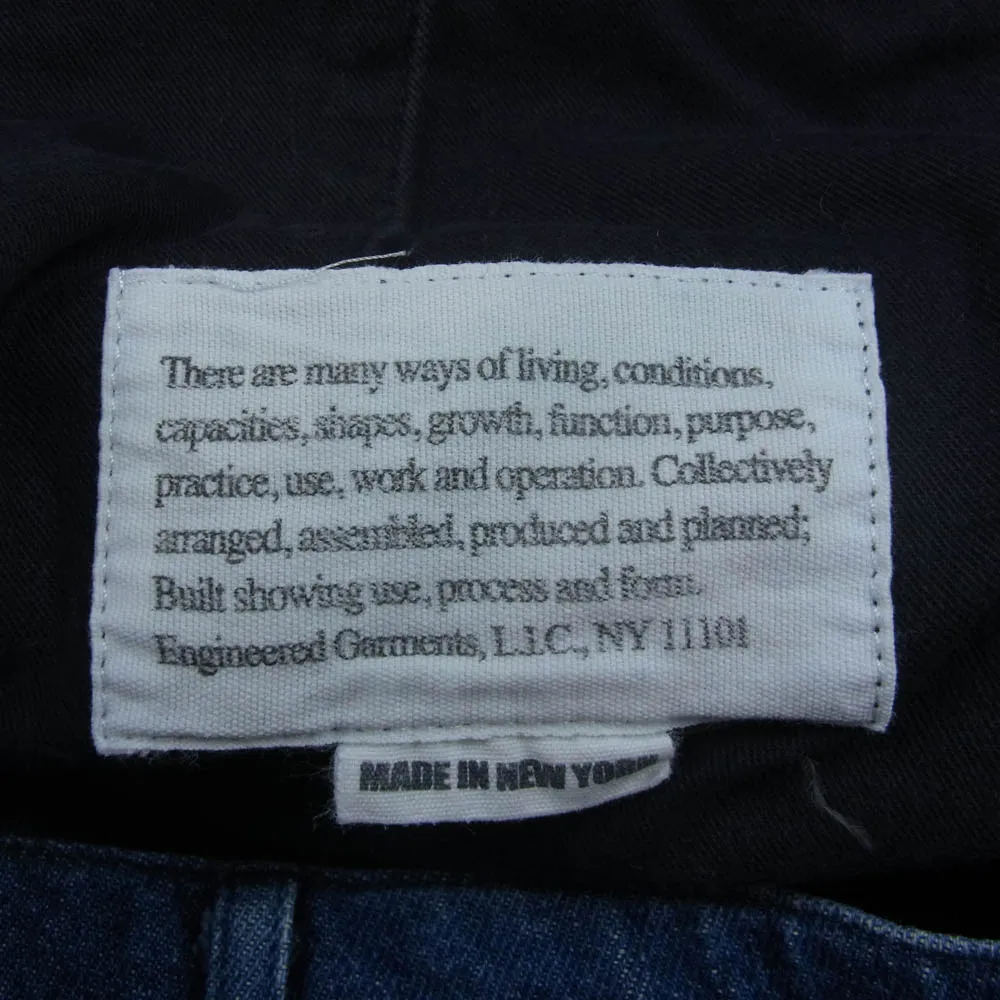 There are many ways of living, conditions,
capacities, shapes, growth, function, purpose,
practice, use, work and operation. Collectively
arranged, assembled, produced and planned;
Built showing use, process and form.
Engineered Garments, L.I.C., NY 11101
MADE IN NEW YORK